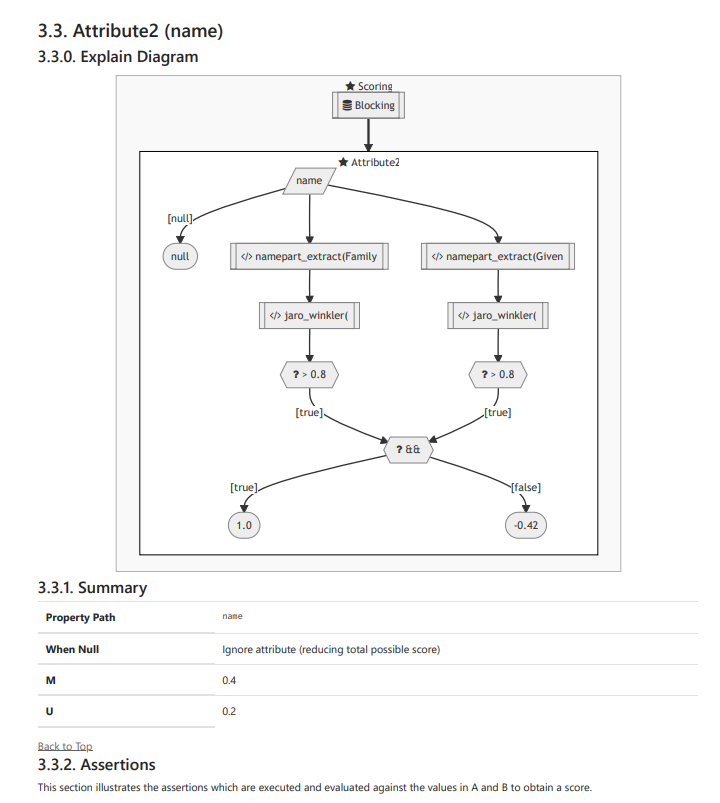 3.3. Attribute2 (name)
3.3.0. Explain Diagram
Scoring
Blocking
Attribute2
name
[null]
null
</> namepart_extract(Family
</> namepart_extract(Given
</> jaro_winkler(
</> jaro_winkler(
? > 0.8
? > 0.8
[true]
[true]
? &&
[true]
[false]
1.0
-0.42
3.3.1. Summary
Property Path name
When Null Ignore attribute (reducing total possible score)
M 0.4
U 0.2
Back to Top
3.3.2. Assertions
This section illustrates the assertions which are executed and evaluated against the values in A and B to obtain a score.